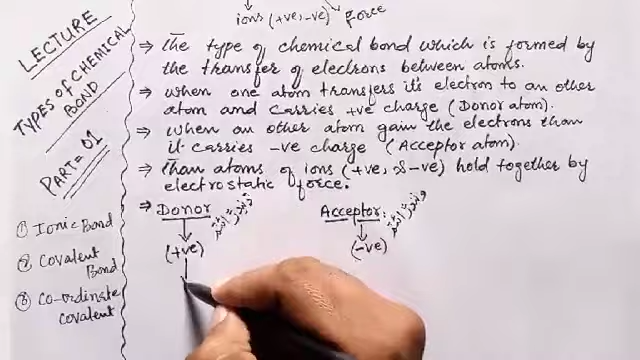 ions (+ve, -ve) force
LECTURE
TYPES OF CHEMICAL
BOND
PART= 01
① Ionic Bond
② Covalent
Bond
③ Co-ordinate
Covalent
⇒ The type of chemical bond which is formed by
the transfer of electrons between atoms.
⇒ When one atom transfers it's electron to an other
atom and carries +ve charge (Donor atom).
⇒ When an other atom gain the electrons than
it carries -ve charge (Acceptor atom).
⇒ Than atoms of ions (+ve, & -ve) hold together by
electrostatic force.
⇒ Donor Acceptor:
(+ve) (-ve)